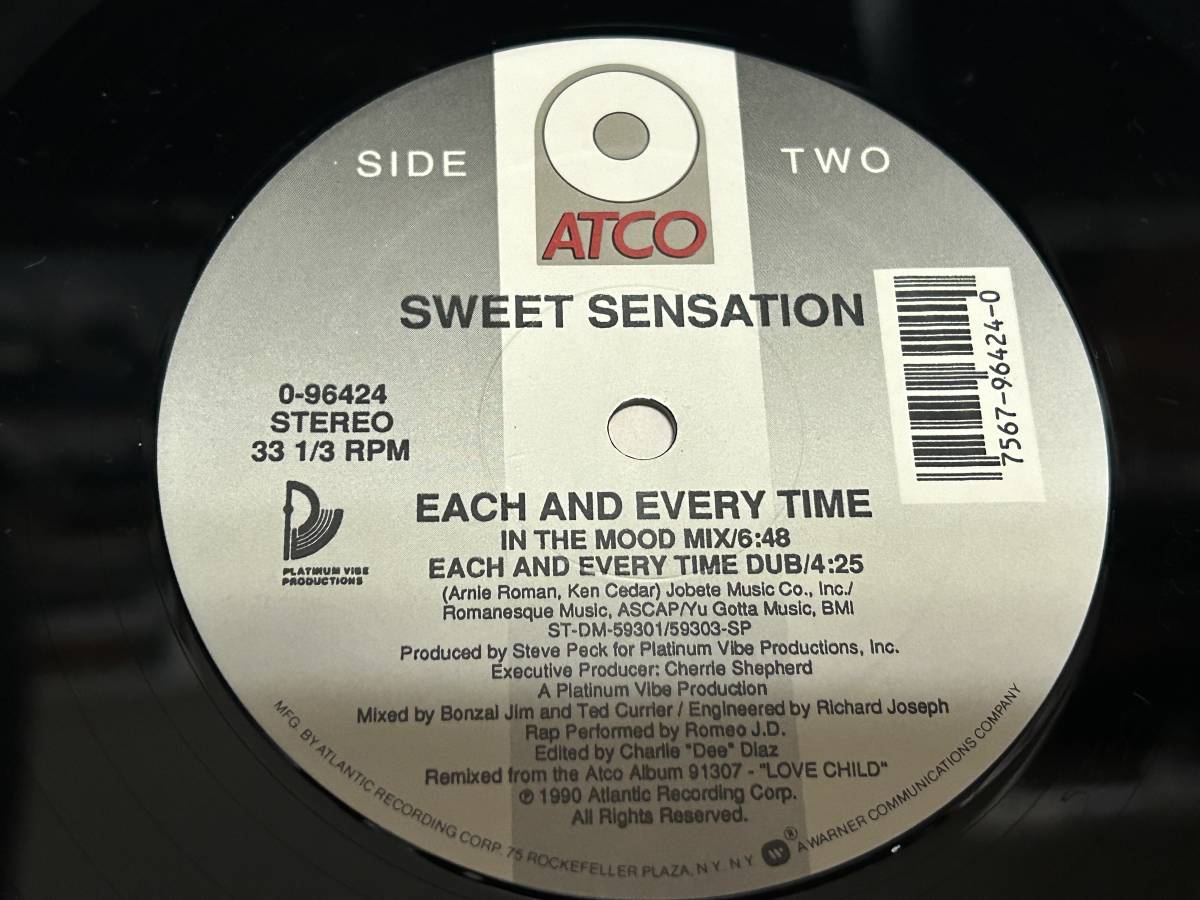 SIDE TWO
ATCO
SWEET SENSATION
0-96424
STEREO
33 1/3 RPM
7567-96424-0
PLATINUM VIBE
PRODUCTIONS
EACH AND EVERY TIME
IN THE MOOD MIX/6:48
EACH AND EVERY TIME DUB/4:25
(Arnie Roman, Ken Cedar) Jobete Music Co., Inc./
Romanesque Music, ASCAP/Yu Gotta Music, BMI
ST-DM-59301/59303-SP
Produced by Steve Peck for Platinum Vibe Productions, Inc.
Executive Producer: Cherrie Shepherd
A Platinum Vibe Production
Mixed by Bonzai Jim and Ted Currier / Engineered by Richard Joseph
Rap Performed by Romeo J.D.
Edited by Charlie "Dee" Diaz
Remixed from the Atco Album 91307 - "LOVE CHILD"
℗ 1990 Atlantic Recording Corp.
All Rights Reserved.
MFG. BY ATLANTIC RECORDING CORP. 75 ROCKEFELLER PLAZA, N.Y. N.Y. ® A WARNER COMMUNICATIONS COMPANY